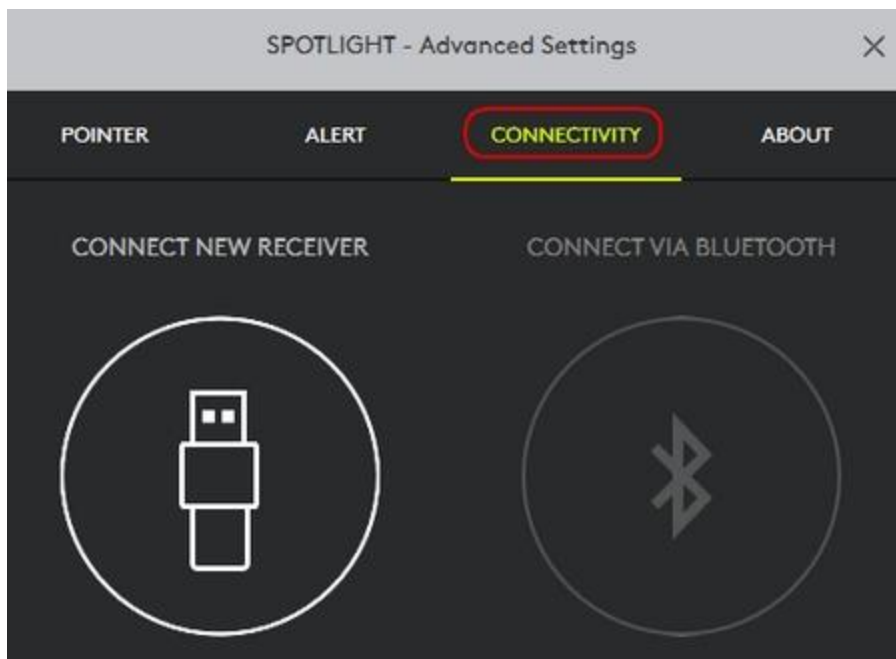 SPOTLIGHT - Advanced Settings
POINTER ALERT CONNECTIVITY ABOUT
CONNECT NEW RECEIVER CONNECT VIA BLUETOOTH